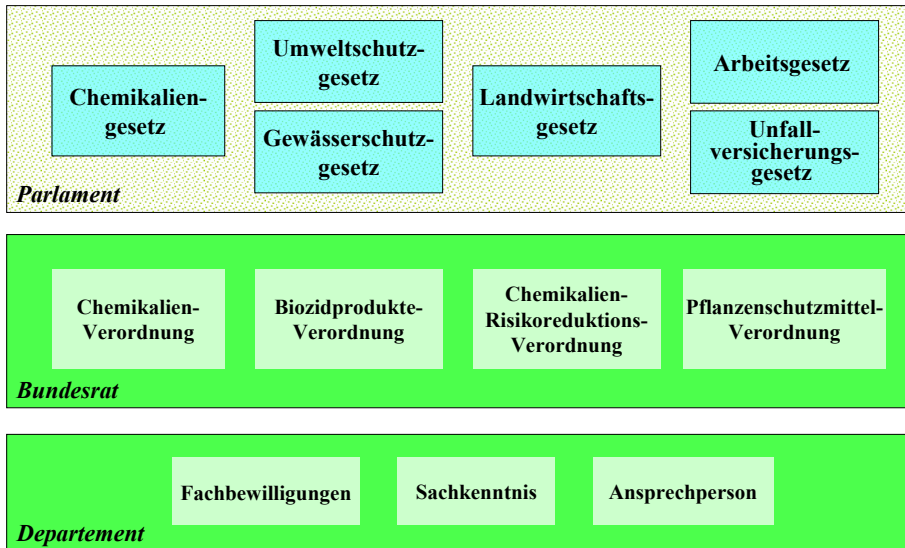 Chemikalien-
gesetz
Umweltschutz-
gesetz
Gewässerschutz-
gesetz
Landwirtschafts-
gesetz
Arbeitsgesetz
Unfall-
versicherungs-
gesetz
Parlament
Chemikalien-
Verordnung
Biozidprodukte-
Verordnung
Chemikalien-
Risikoreduktions-
Verordnung
Pflanzenschutzmittel-
Verordnung
Bundesrat
Fachbewilligungen
Sachkenntnis
Ansprechperson
Departement